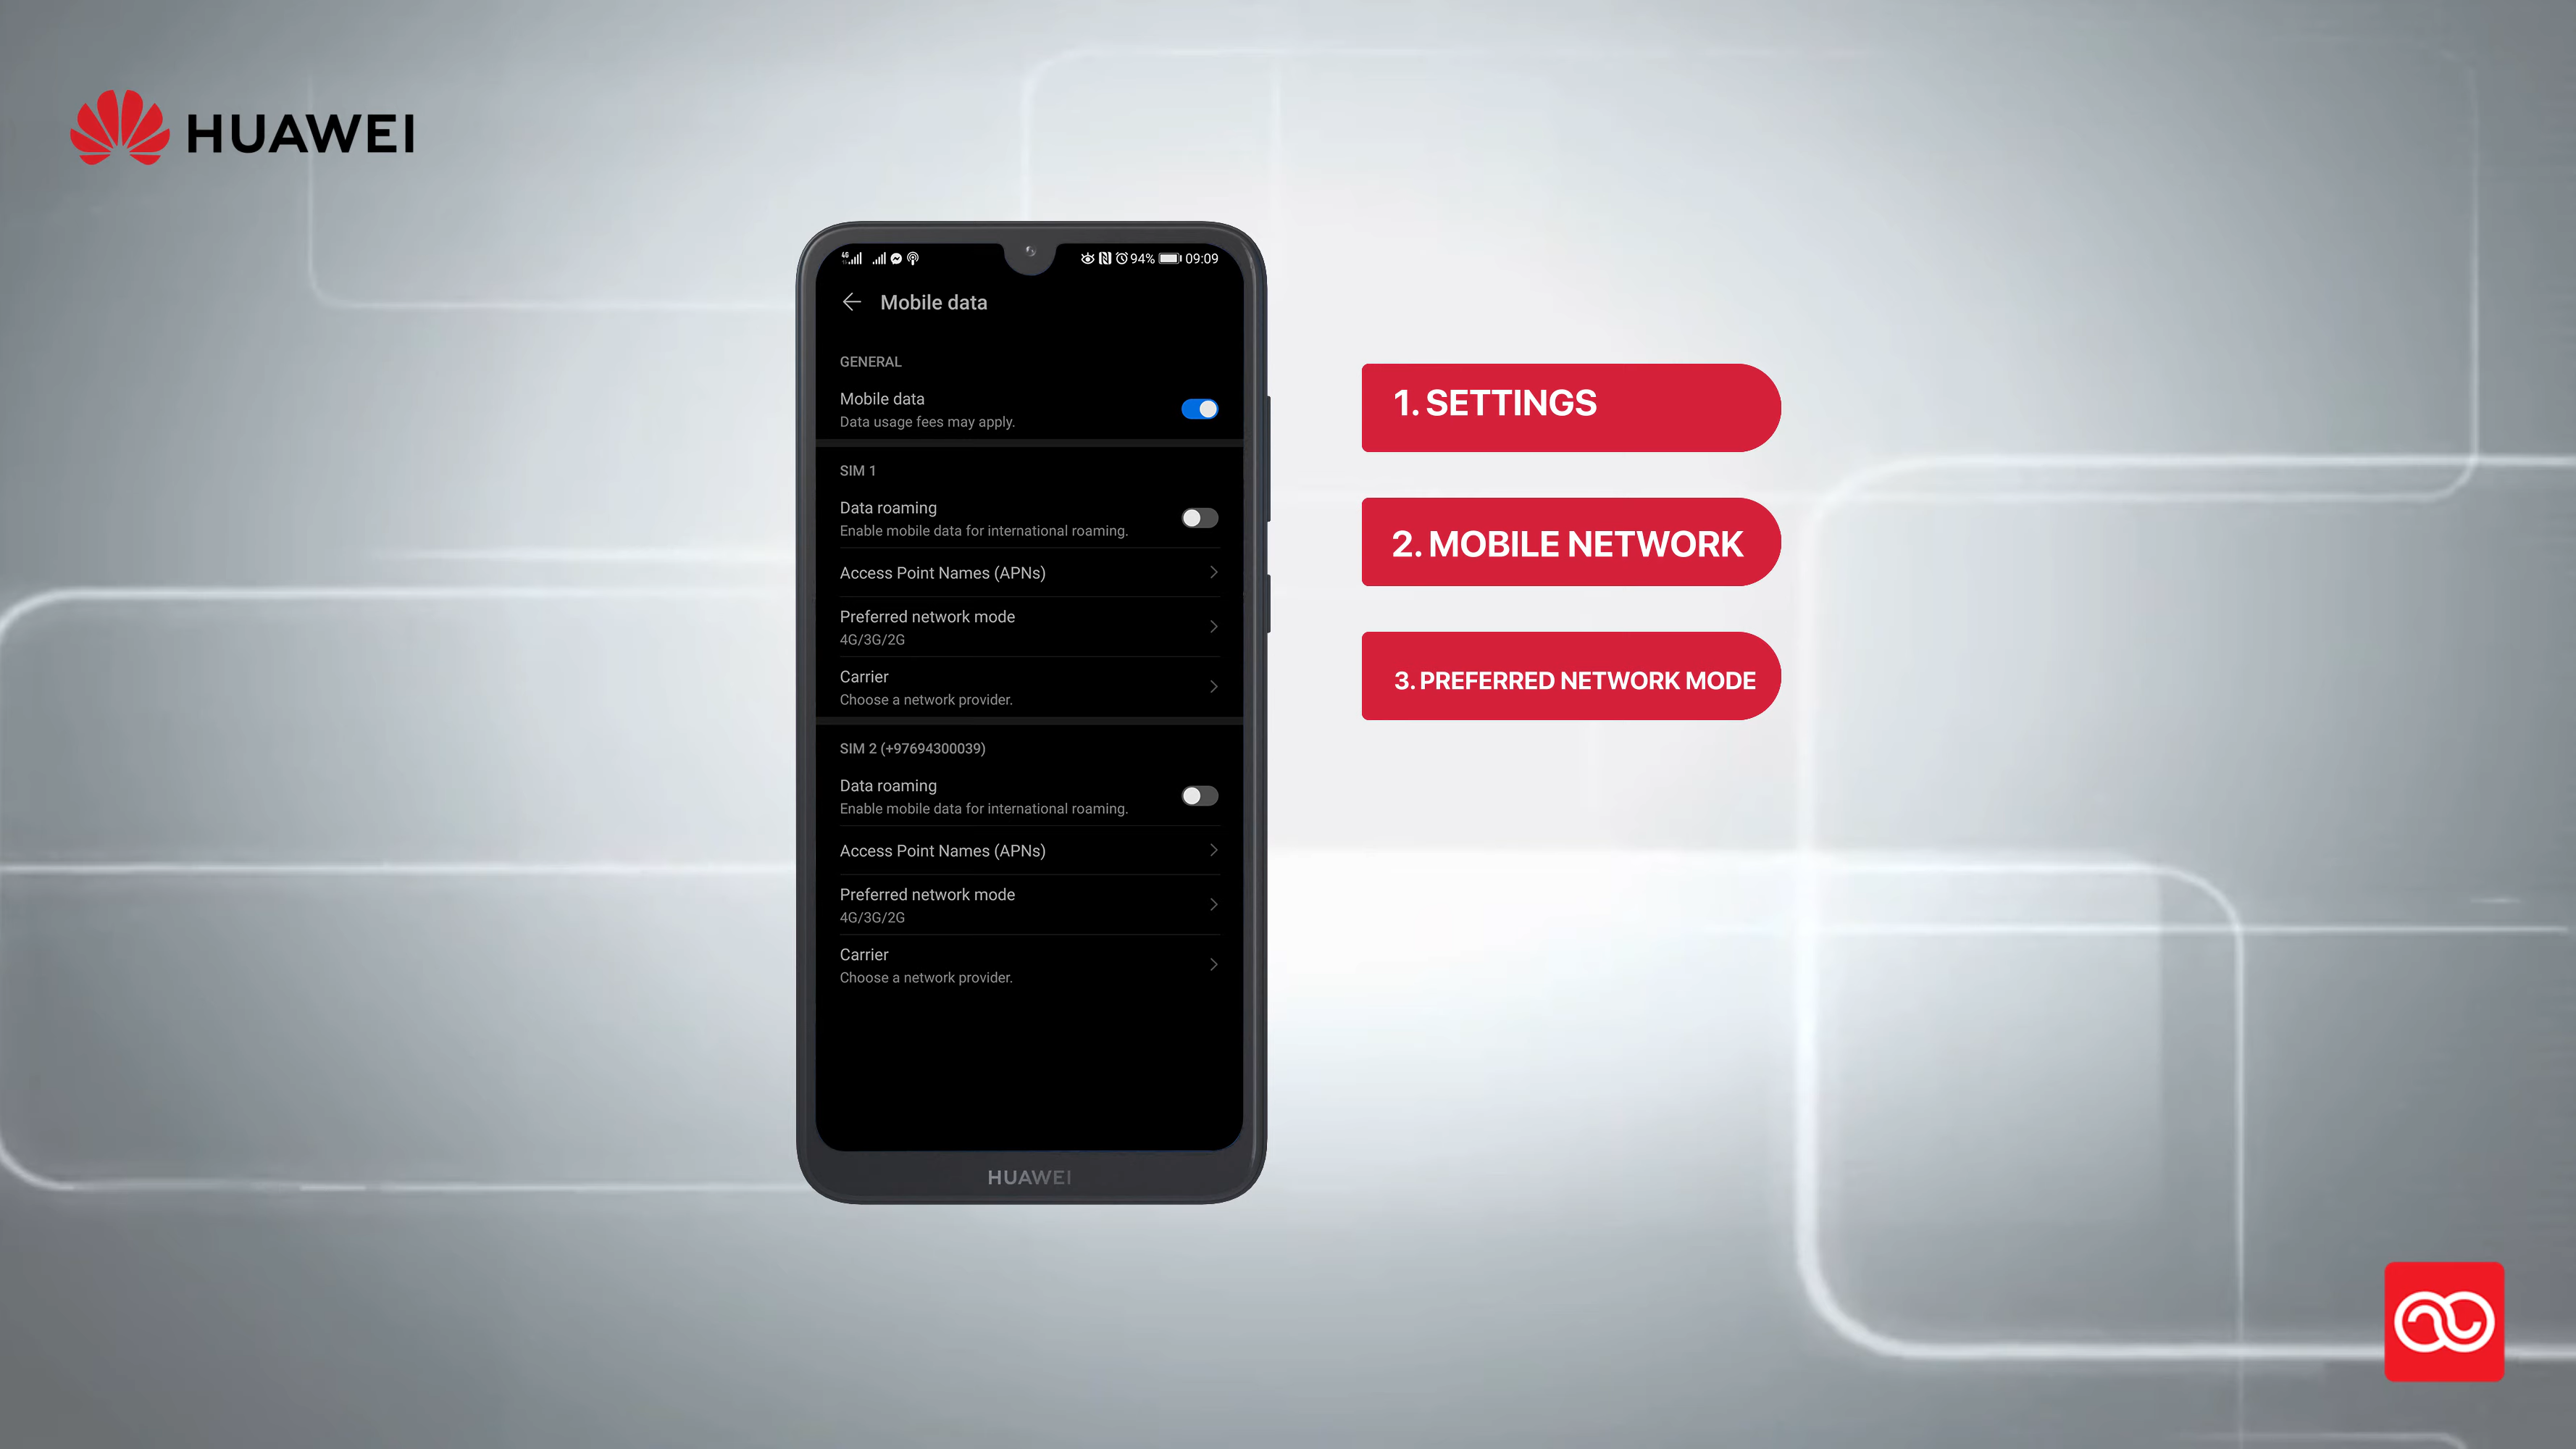 HUAWEI
4G
94% 09:09
Mobile data
GENERAL
Mobile data
Data usage fees may apply.
SIM 1
Data roaming
Enable mobile data for international roaming.
Access Point Names (APNs)
Preferred network mode
4G/3G/2G
Carrier
Choose a network provider.
SIM 2 (+97694300039)
Data roaming
Enable mobile data for international roaming.
Access Point Names (APNs)
Preferred network mode
4G/3G/2G
Carrier
Choose a network provider.
HUAWEI
1. SETTINGS
2. MOBILE NETWORK
3. PREFERRED NETWORK MODE